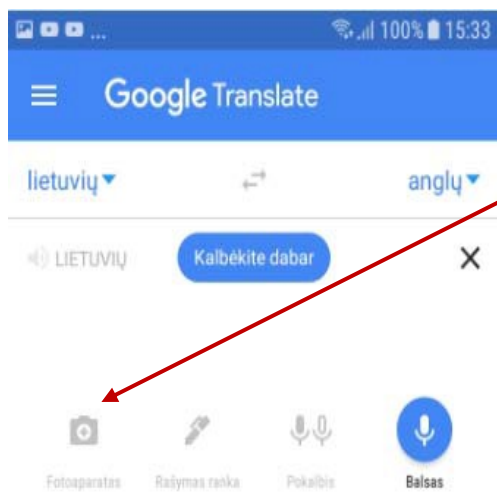 ... 100% 15:33
Google Translate
lietuvių anglų
LIETUVIŲ Kalbėkite dabar
Fotoaparatas Rašymas ranka Pokalbis Balsas